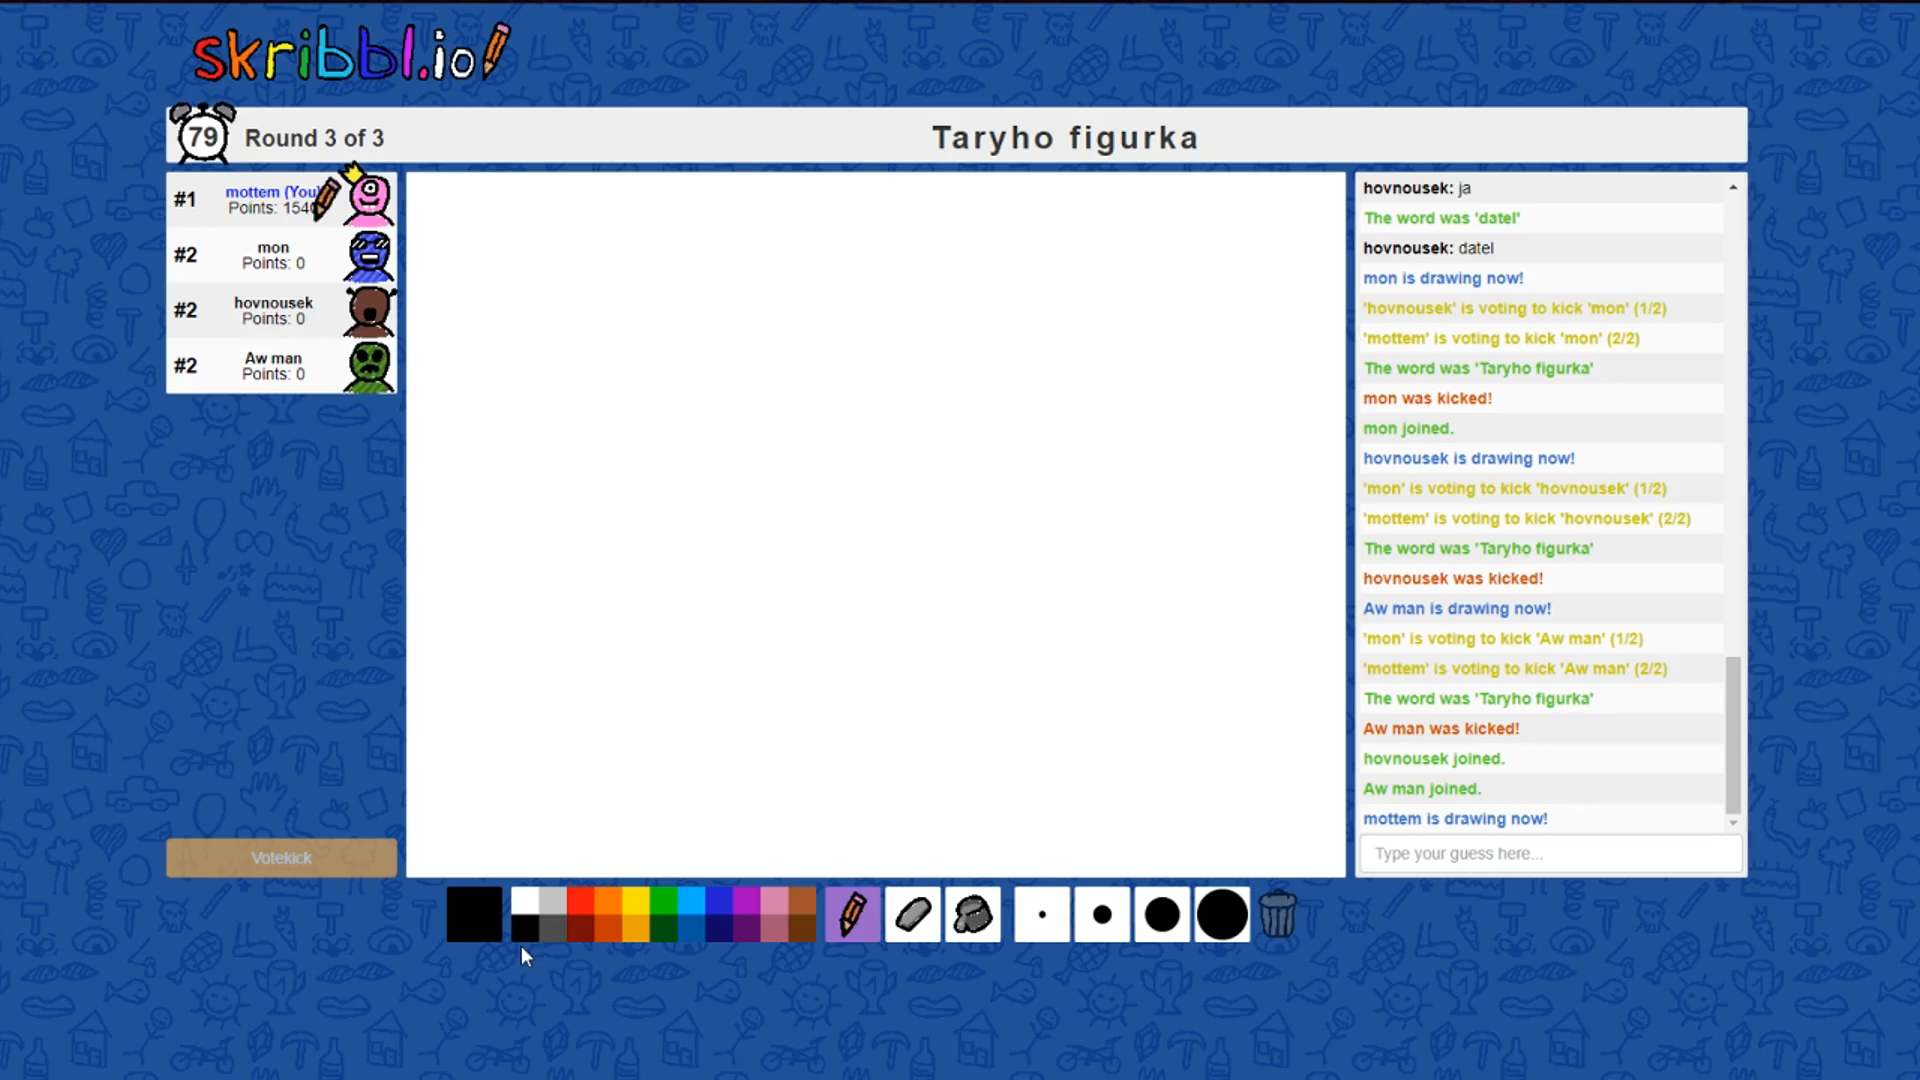 skribbl.io
79
Round 3 of 3
Taryho figurka
#1
mottem (You)
Points: 1540
#2
mon
Points: 0
#2
hovnousek
Points: 0
#2
Aw man
Points: 0
Votekick
hovnousek: ja
The word was 'datel'
hovnousek: datel
mon is drawing now!
'hovnousek' is voting to kick 'mon' (1/2)
'mottem' is voting to kick 'mon' (2/2)
The word was 'Taryho figurka'
mon was kicked!
mon joined.
hovnousek is drawing now!
'mon' is voting to kick 'hovnousek' (1/2)
'mottem' is voting to kick 'hovnousek' (2/2)
The word was 'Taryho figurka'
hovnousek was kicked!
Aw man is drawing now!
'mon' is voting to kick 'Aw man' (1/2)
'mottem' is voting to kick 'Aw man' (2/2)
The word was 'Taryho figurka'
Aw man was kicked!
hovnousek joined.
Aw man joined.
mottem is drawing now!
Type your guess here...